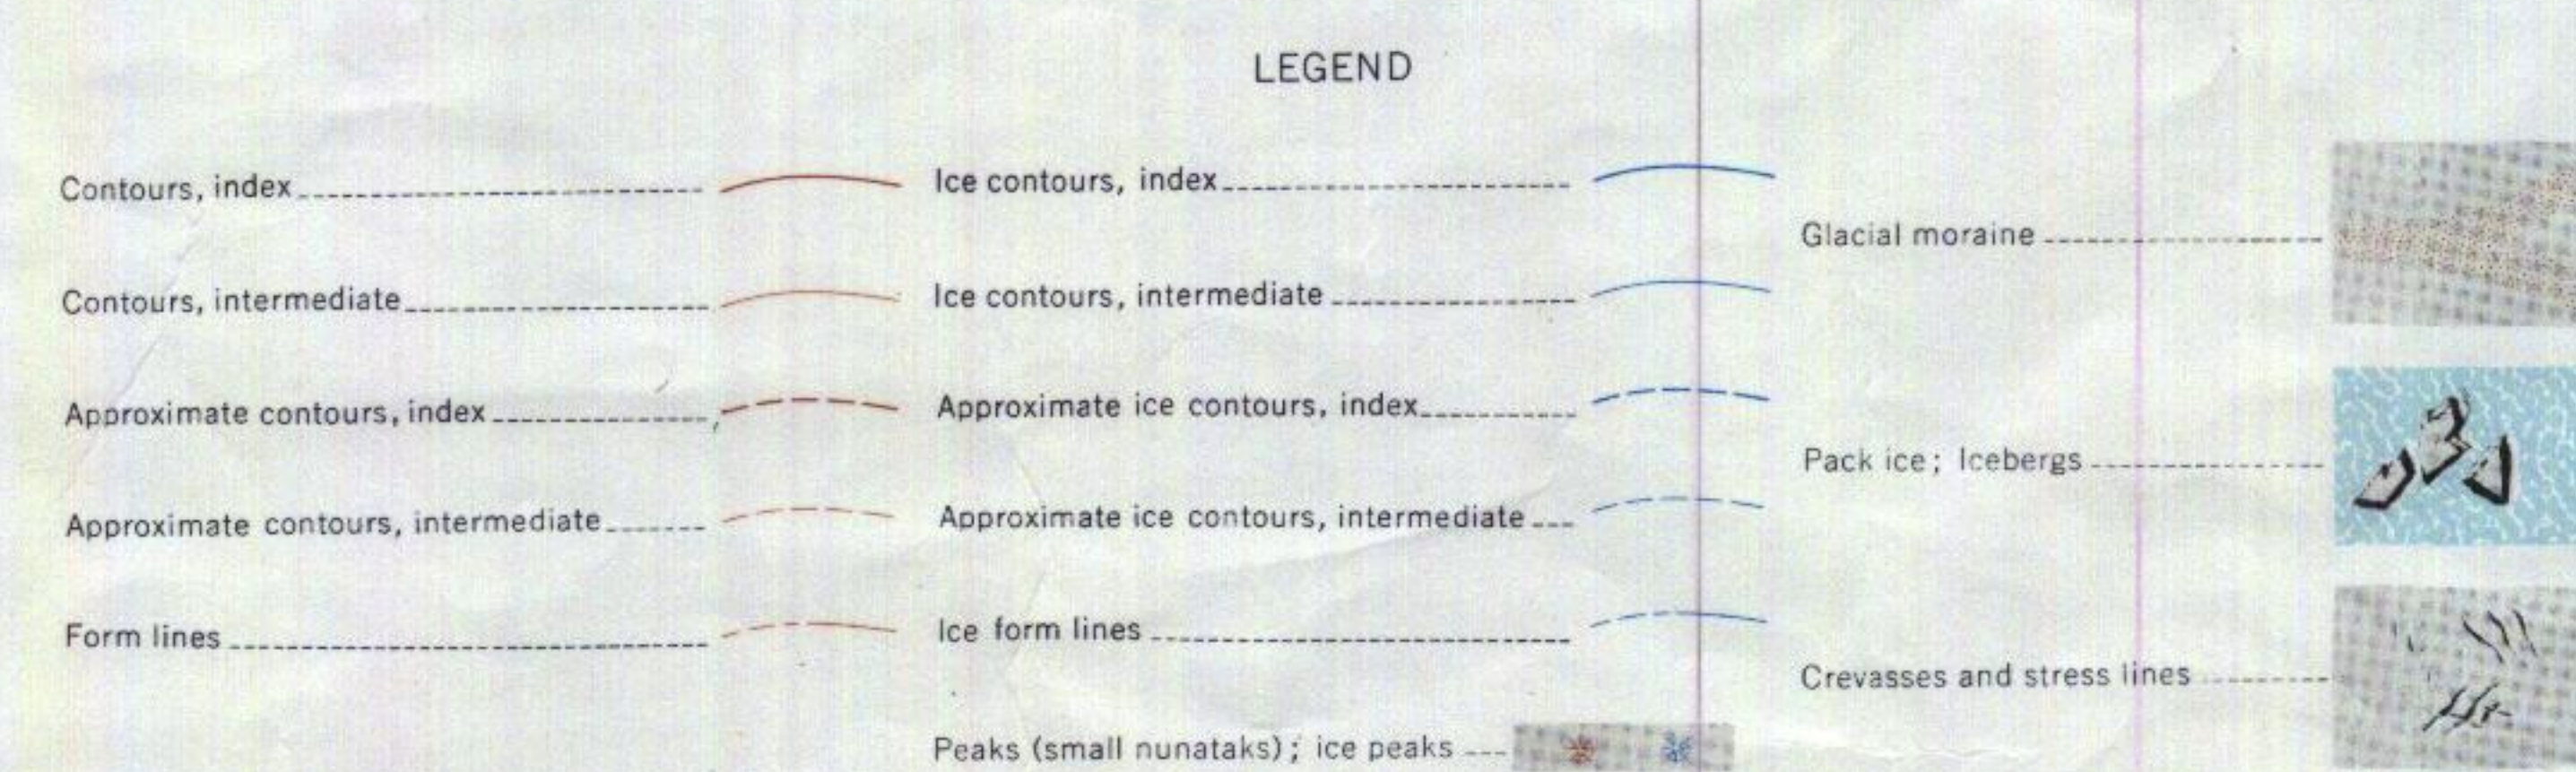 LEGEND
Contours, index
Contours, intermediate
Approximate contours, index
Approximate contours, intermediate
Form lines
Ice contours, index
Ice contours, intermediate
Approximate ice contours, index
Approximate ice contours, intermediate
Ice form lines
Peaks (small nunataks); ice peaks
Glacial moraine
Pack ice; Icebergs
Crevasses and stress lines